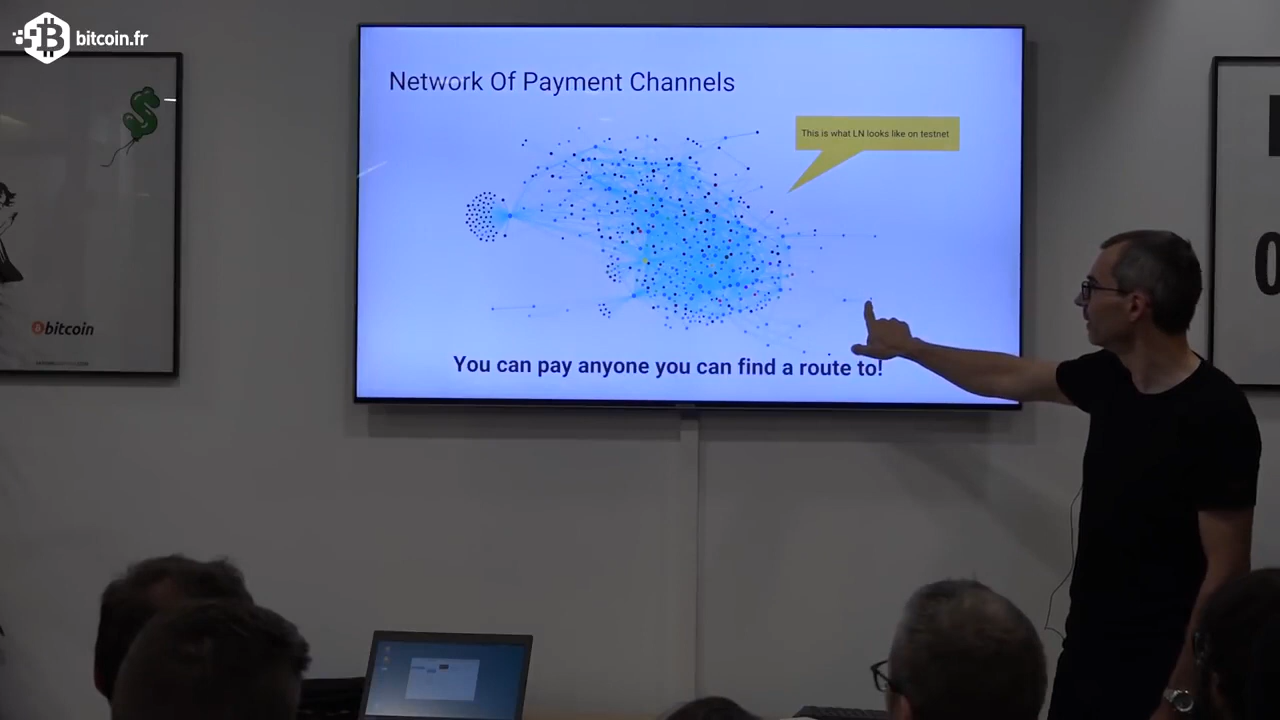 bitcoin.fr
Network Of Payment Channels
This is what LN looks like on testnet
You can pay anyone you can find a route to!
bitcoin